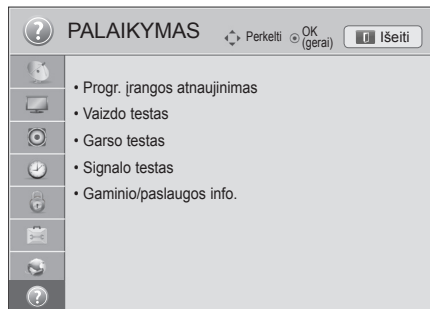 PALAIKYMAS
Perkelti
OK
(gerai)
Išeiti
• Progr. įrangos atnaujinimas
• Vaizdo testas
• Garso testas
• Signalo testas
• Gaminio/paslaugos info.